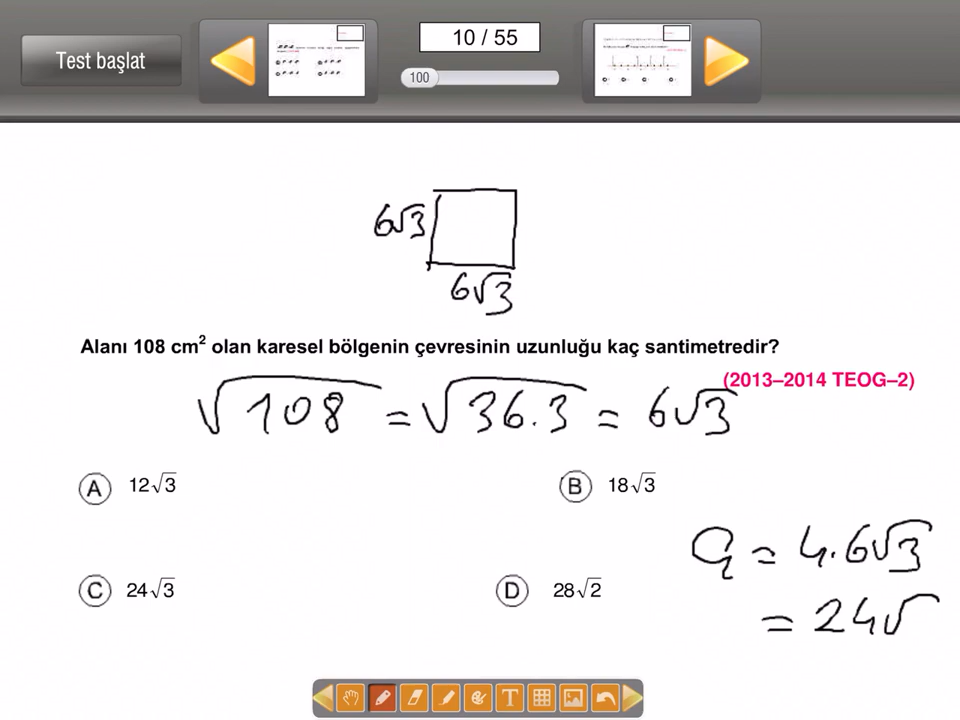 Test başlat
10 / 55
100
6√3
6√3
Alanı 108 cm² olan karesel bölgenin çevresinin uzunluğu kaç santimetredir?
(2013–2014 TEOG–2)
√108 = √36.3 = 6√3
A 12√3
B 18√3
Ç = 4.6√3
= 24√
C 24√3
D 28√2
T